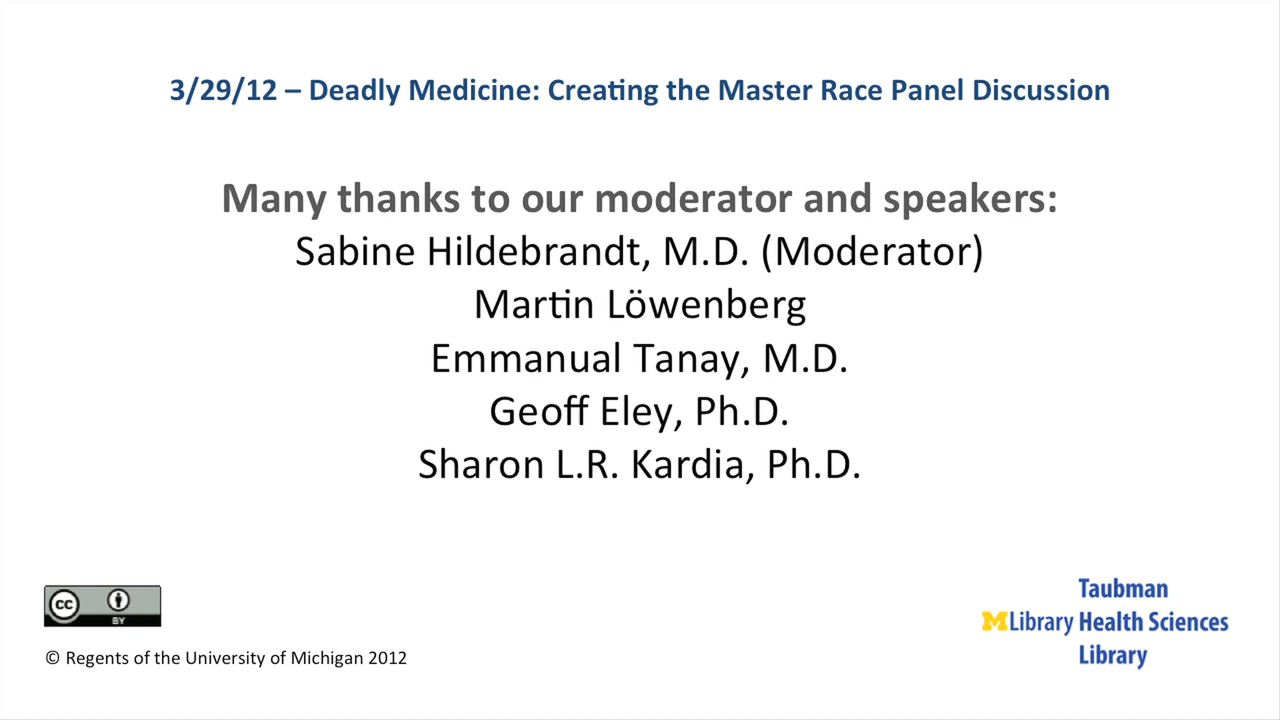 3/29/12 – Deadly Medicine: Creating the Master Race Panel Discussion
Many thanks to our moderator and speakers:
Sabine Hildebrandt, M.D. (Moderator)
Martin Löwenberg
Emmanual Tanay, M.D.
Geoff Eley, Ph.D.
Sharon L.R. Kardia, Ph.D.
cc
BY
© Regents of the University of Michigan 2012
Taubman
M Library Health Sciences
Library